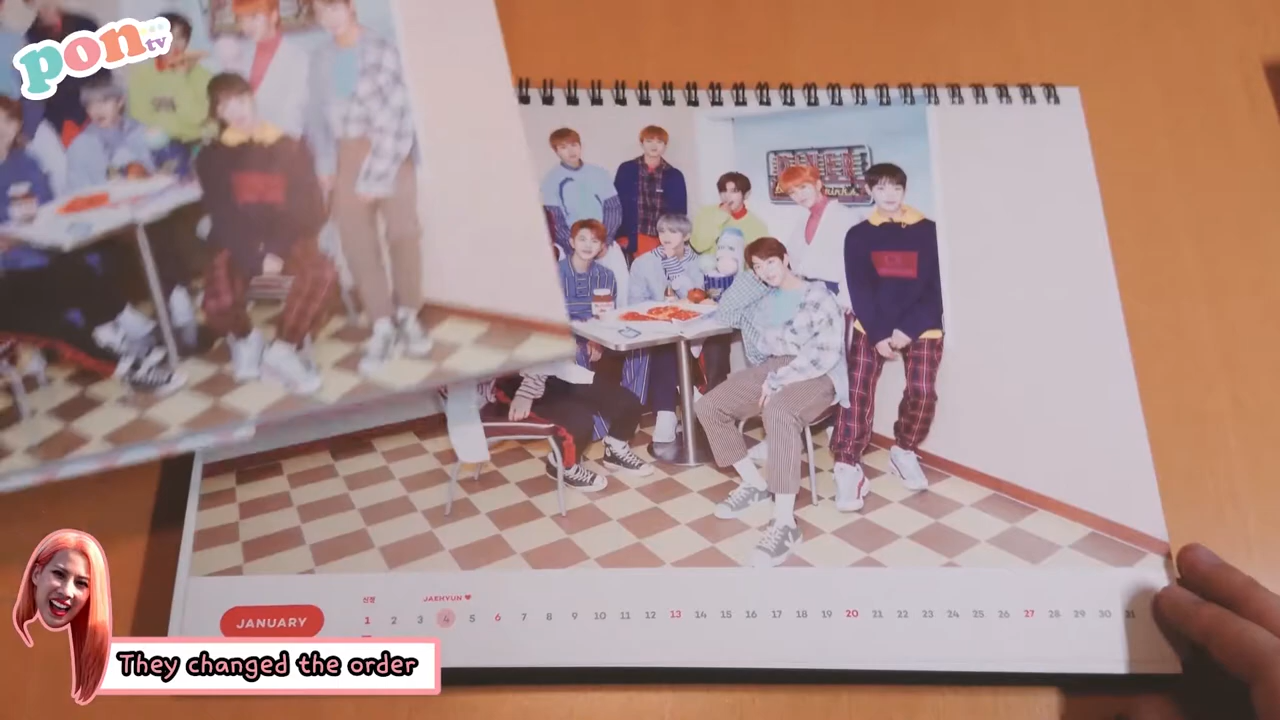 pon
tv
신정
JAEHYUN ♥
JANUARY
1 2 3 4 5 6 7 8 9 10 11 12 13 14 15 16 17 18 19 20 21 22 23 24 25 26 27 28 29 30 31
They changed the order